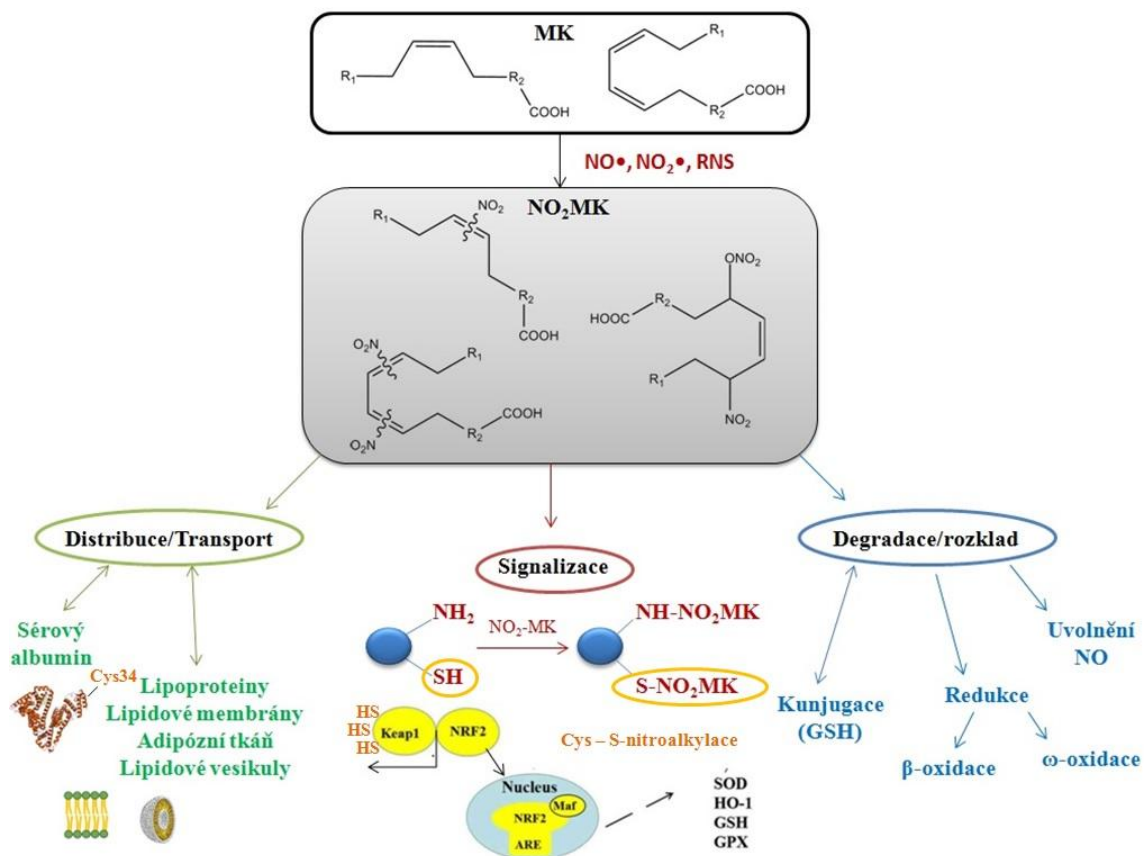 MK
R1
R2
COOH
R1
R2
COOH
NO•, NO2•, RNS
NO2MK
R1
NO2
R2
COOH
ONO2
R2
HOOC
R1
NO2
O2N
R1
COOH
R2
O2N
Distribuce/Transport
Signalizace
Degradace/rozklad
Sérový
albumin
Cys34
Lipoproteiny
Lipidové membrány
Adipózní tkáň
Lipidové vesikuly
NH2
SH
NO2-MK
NH-NO2MK
S-NO2MK
HS
HS
HS
Keap1
NRF2
Cys – S-nitroalkylace
Nucleus
Maf
NRF2
ARE
SOD
HO-1
GSH
GPX
Kunjugace
(GSH)
Redukce
Uvolnění
NO
β-oxidace
ω-oxidace